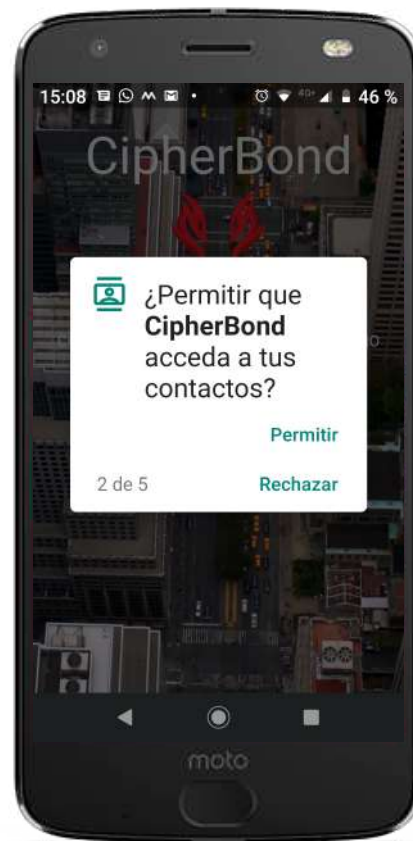 15:08 46 %
CipherBond
¿Permitir que
CipherBond
acceda a tus
contactos?
Permitir
2 de 5 Rechazar
moto